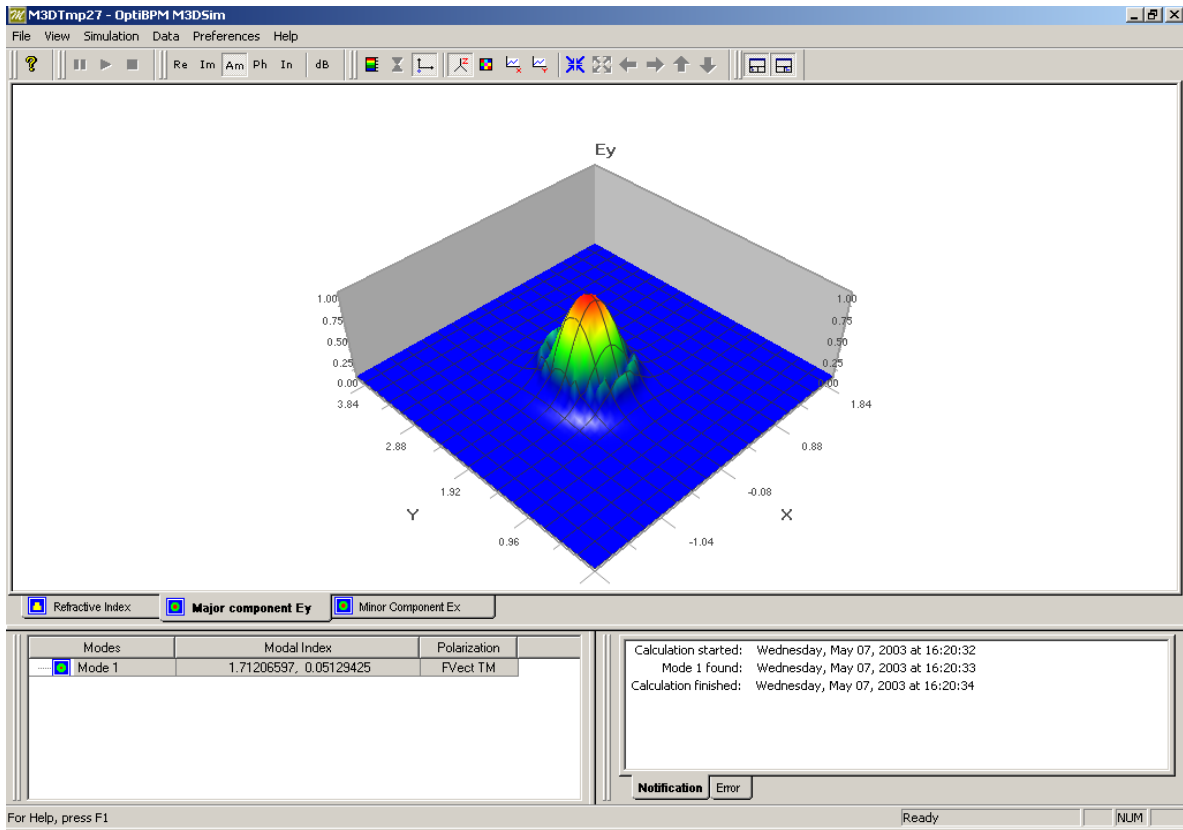 M3DTmp27 - OptiBPM M3DSim
File View Simulation Data Preferences Help
Re Im Am Ph In dB
Ey
1.00
0.75
0.50
0.25
0.00
3.84
2.88
1.92
0.96
Y
1.00
0.75
0.50
0.25
0.00
1.84
0.88
-0.08
-1.04
X
Refractive Index Major component Ey Minor Component Ex
Modes Modal Index Polarization
Mode 1 1.71206597, 0.05129425 FVect TM
Calculation started: Wednesday, May 07, 2003 at 16:20:32
Mode 1 found: Wednesday, May 07, 2003 at 16:20:33
Calculation finished: Wednesday, May 07, 2003 at 16:20:34
Notification Error
For Help, press F1 Ready NUM